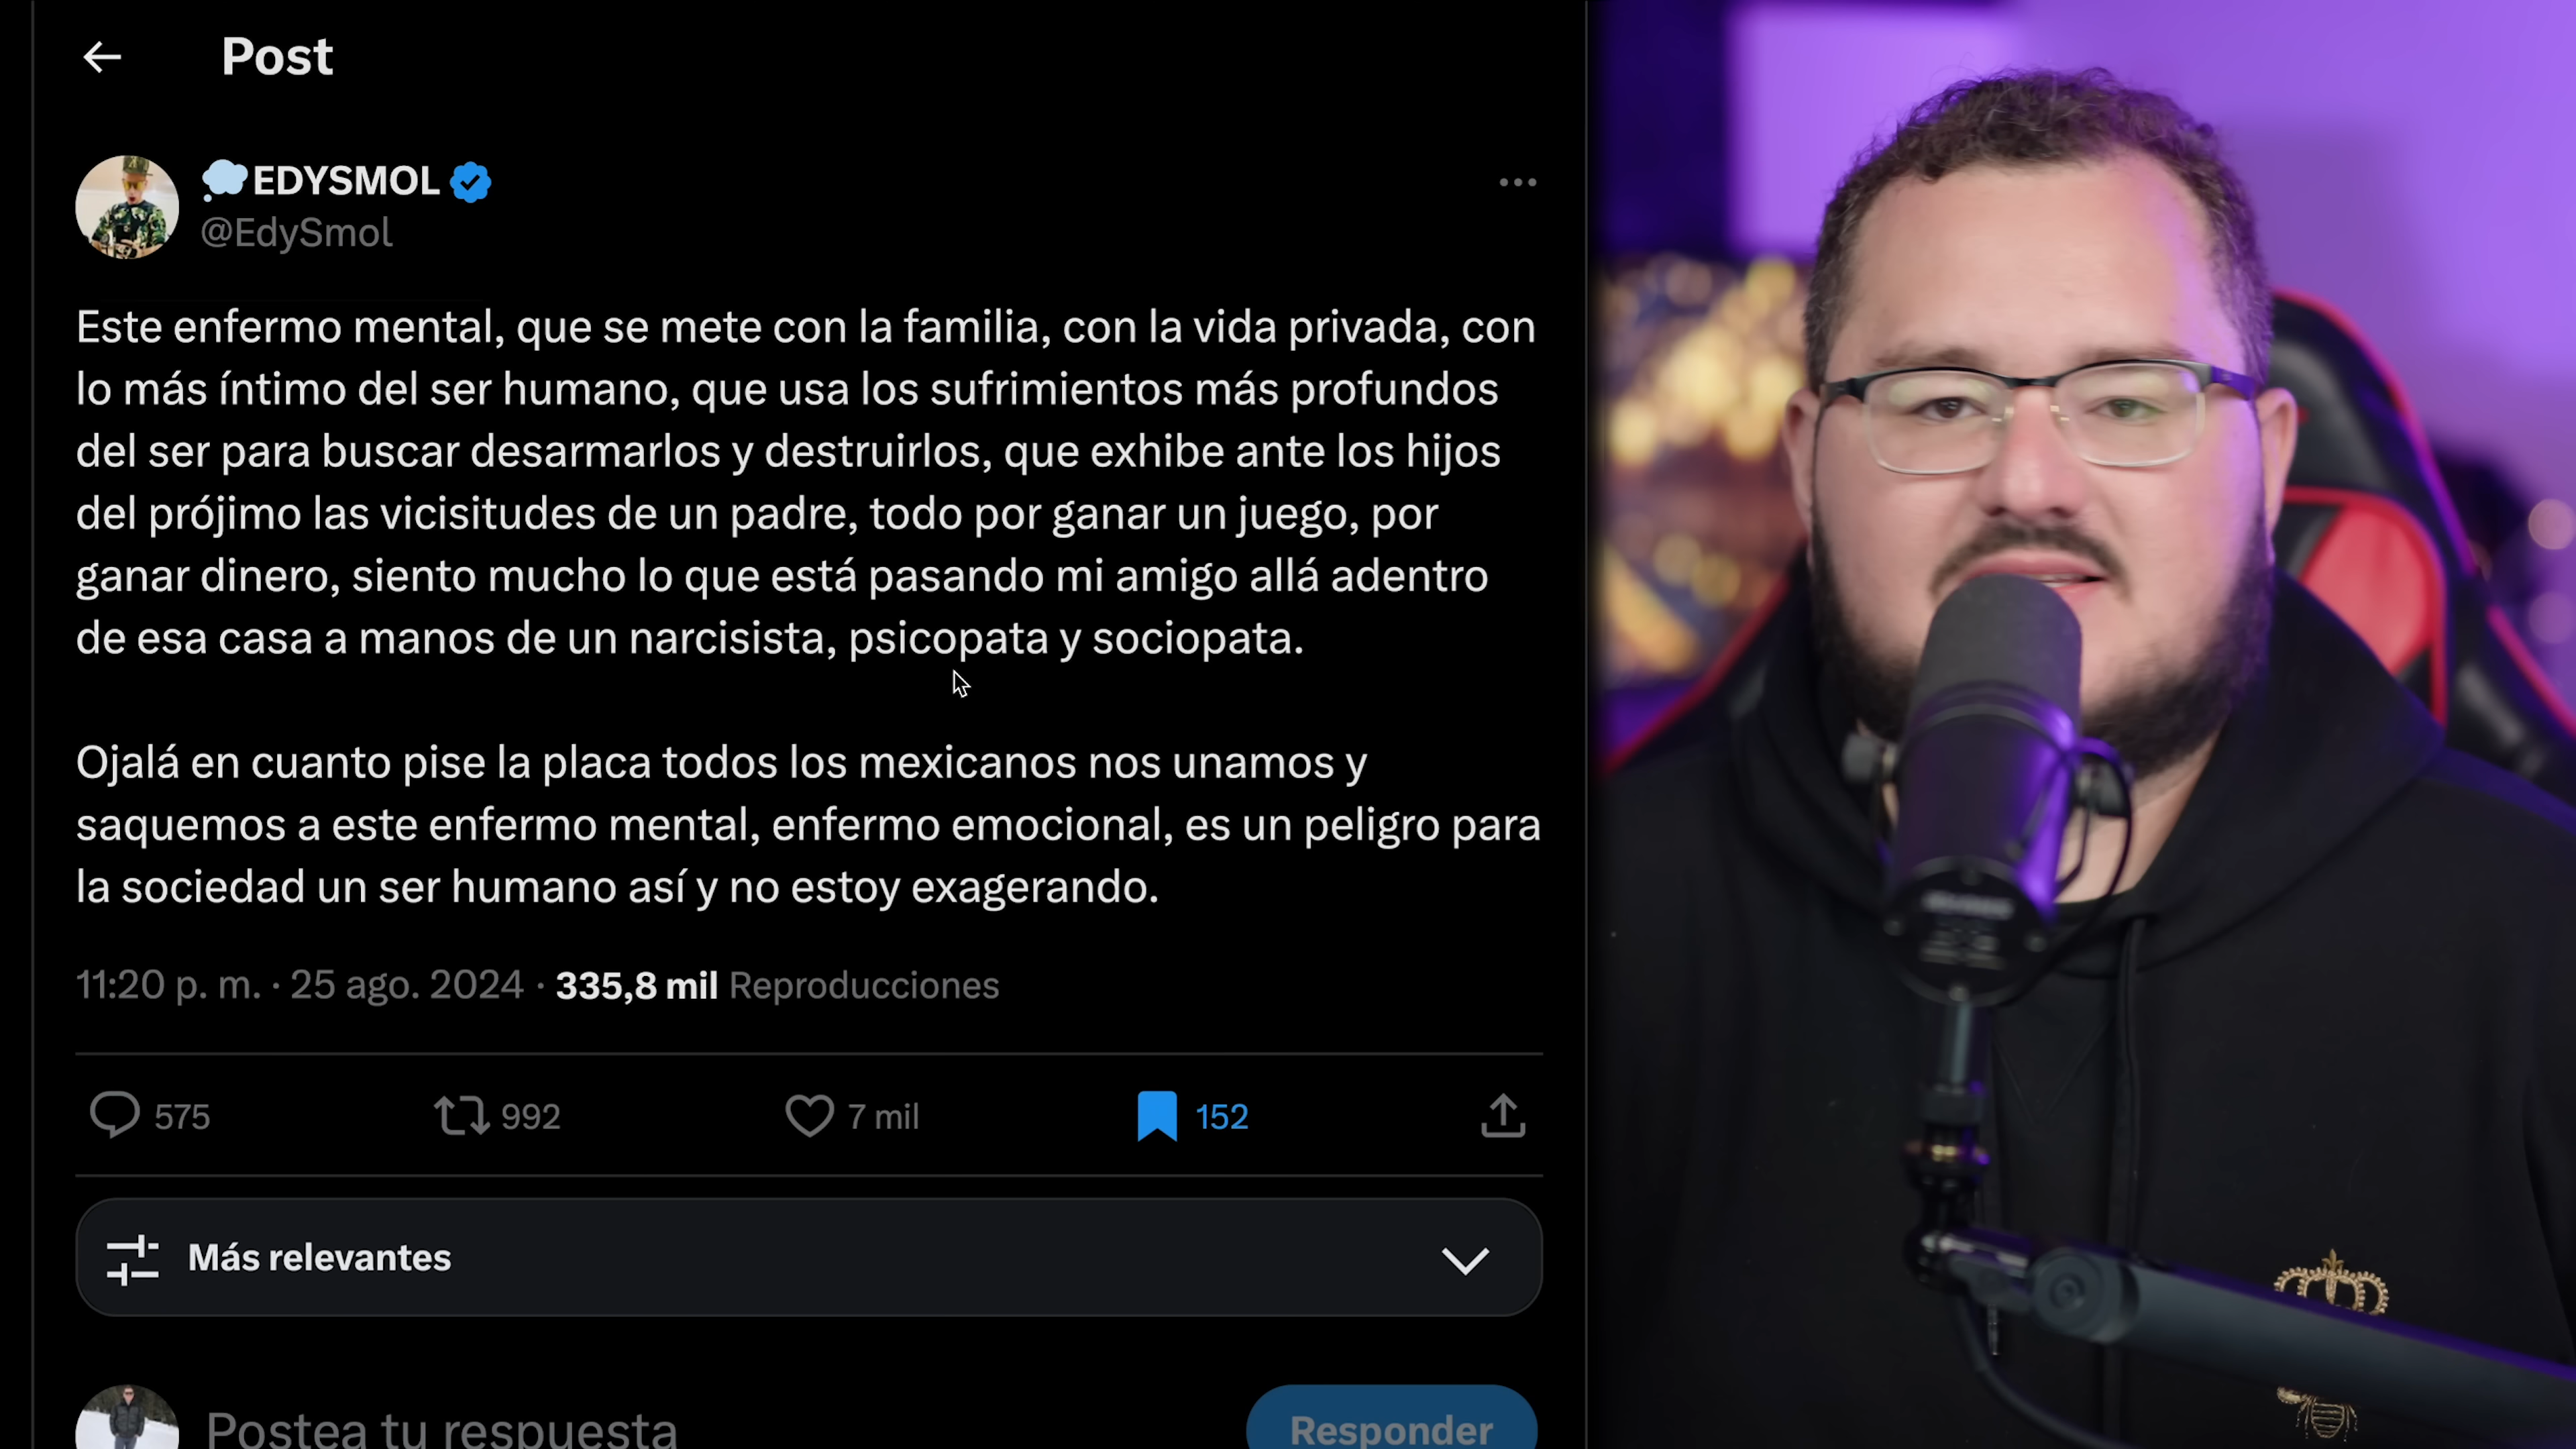 Post
EDYSMOL
@EdySmol
Este enfermo mental, que se mete con la familia, con la vida privada, con
lo más íntimo del ser humano, que usa los sufrimientos más profundos
del ser para buscar desarmarlos y destruirlos, que exhibe ante los hijos
del prójimo las vicisitudes de un padre, todo por ganar un juego, por
ganar dinero, siento mucho lo que está pasando mi amigo allá adentro
de esa casa a manos de un narcisista, psicopata y sociopata.
Ojalá en cuanto pise la placa todos los mexicanos nos unamos y
saquemos a este enfermo mental, enfermo emocional, es un peligro para
la sociedad un ser humano así y no estoy exagerando.
11:20 p. m. · 25 ago. 2024 · 335,8 mil Reproducciones
575 992 7 mil 152
Más relevantes
Postea tu respuesta Responder